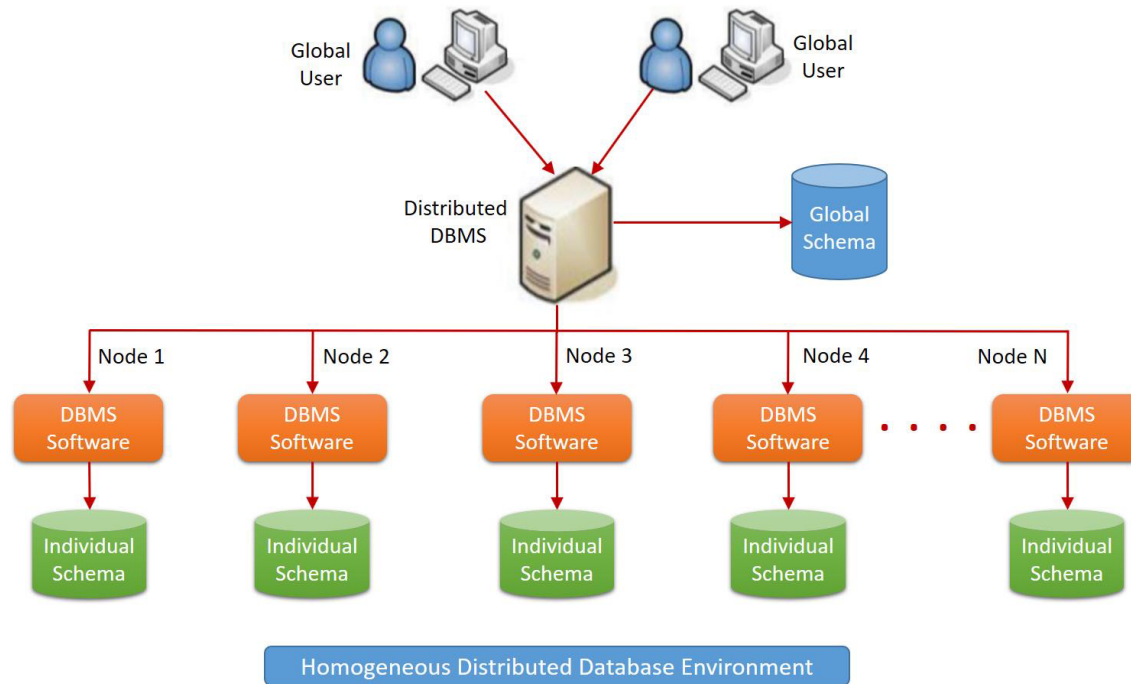 Global
User
Global
User
Distributed
DBMS
Global
Schema
Node 1
Node 2
Node 3
Node 4
Node N
DBMS
Software
DBMS
Software
DBMS
Software
DBMS
Software
DBMS
Software
Individual
Schema
Individual
Schema
Individual
Schema
Individual
Schema
Individual
Schema
Homogeneous Distributed Database Environment